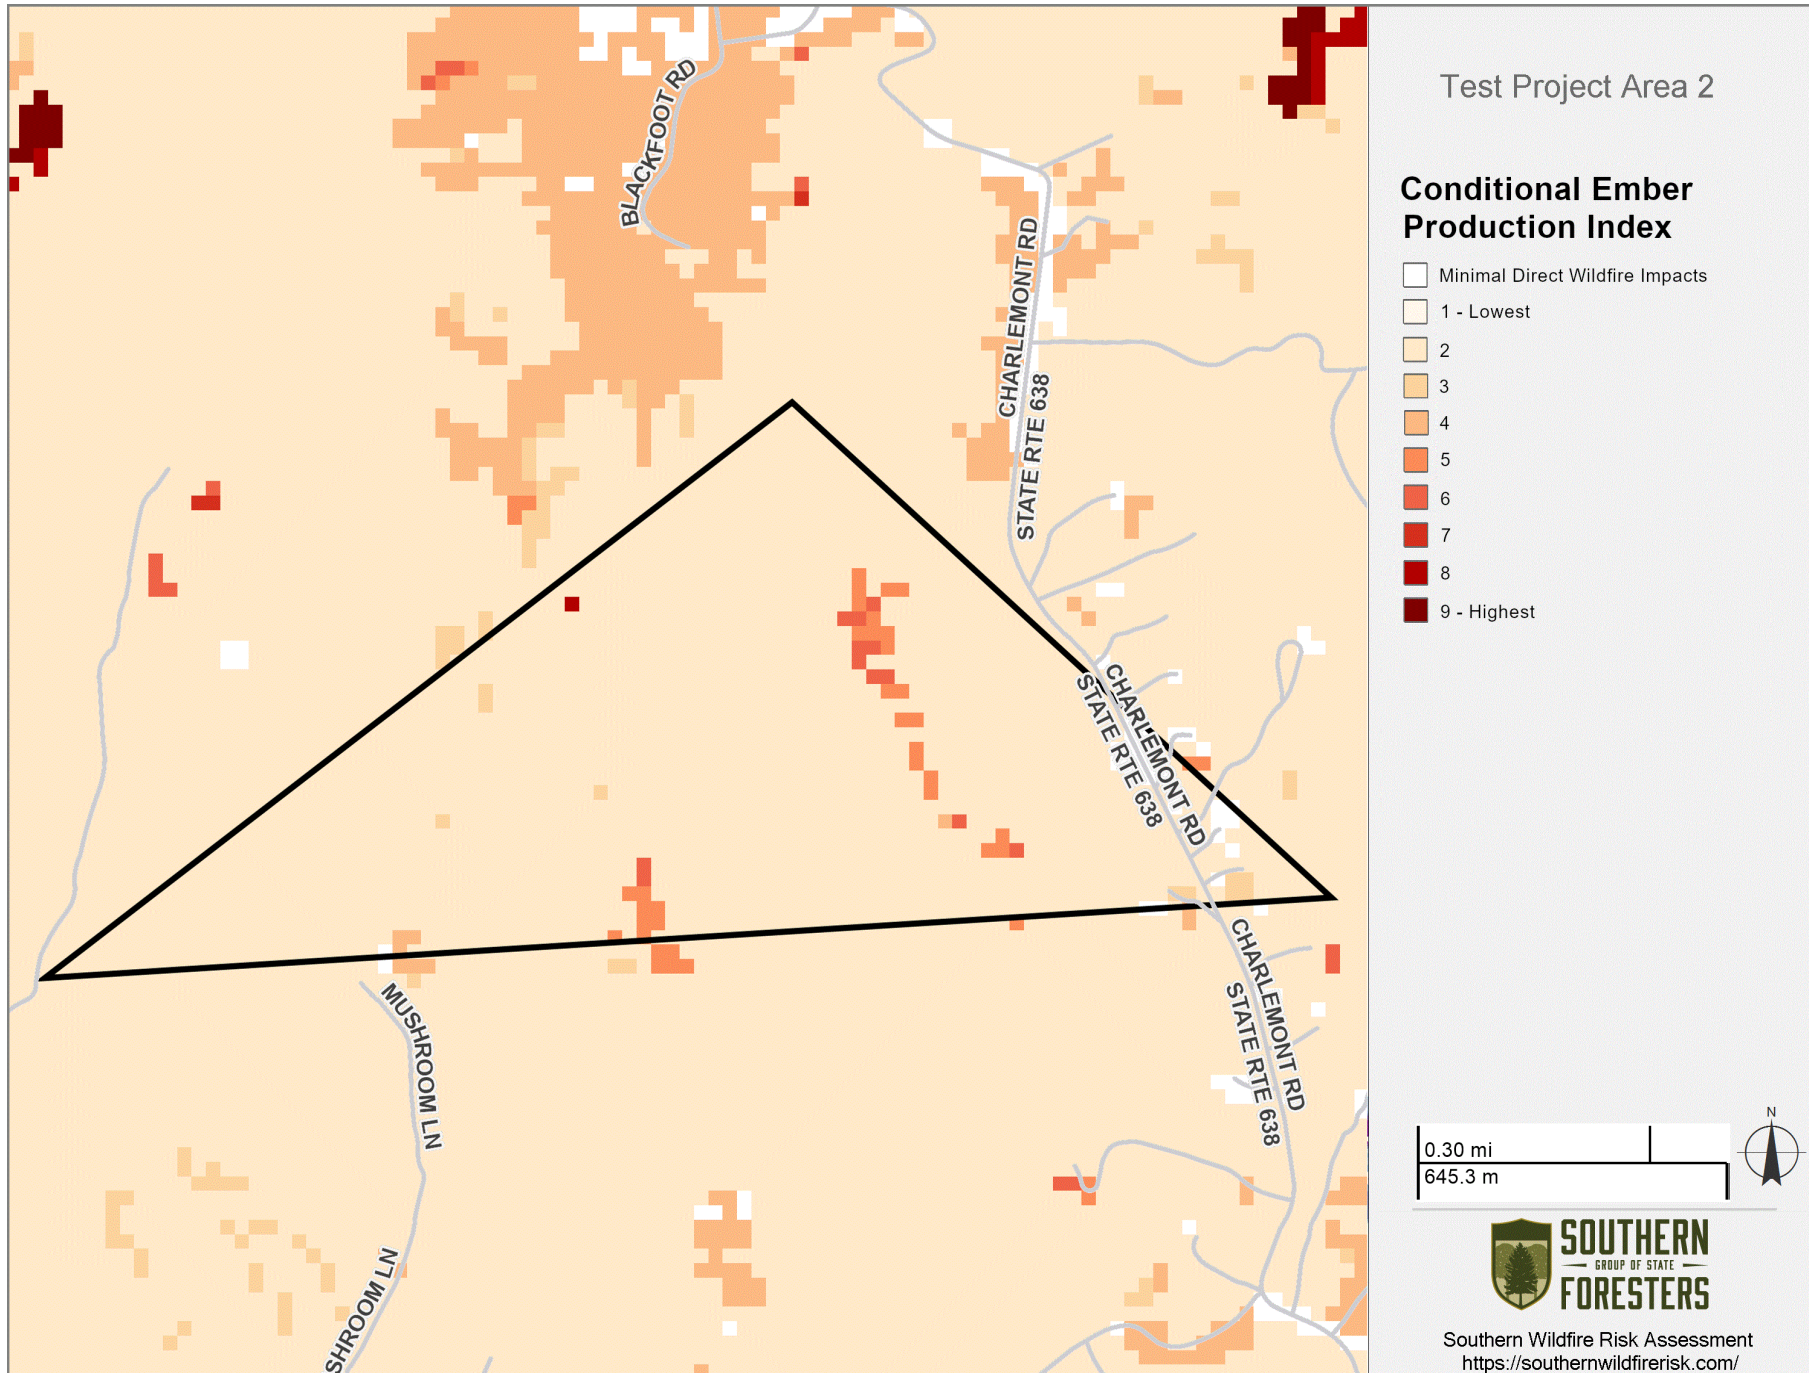 Test Project Area 2
Conditional Ember
Production Index
Minimal Direct Wildfire Impacts
1 - Lowest
2
3
4
5
6
7
8
9 - Highest
BLACKFOOT RD
CHARLEMONT RD
STATE RTE 638
CHARLEMONT RD
STATE RTE 638
CHARLEMONT RD
STATE RTE 638
MUSHROOM LN
SHROOM LN
N
0.30 mi
645.3 m
SOUTHERN
GROUP OF STATE
FORESTERS
Southern Wildfire Risk Assessment
https://southernwildfirerisk.com/